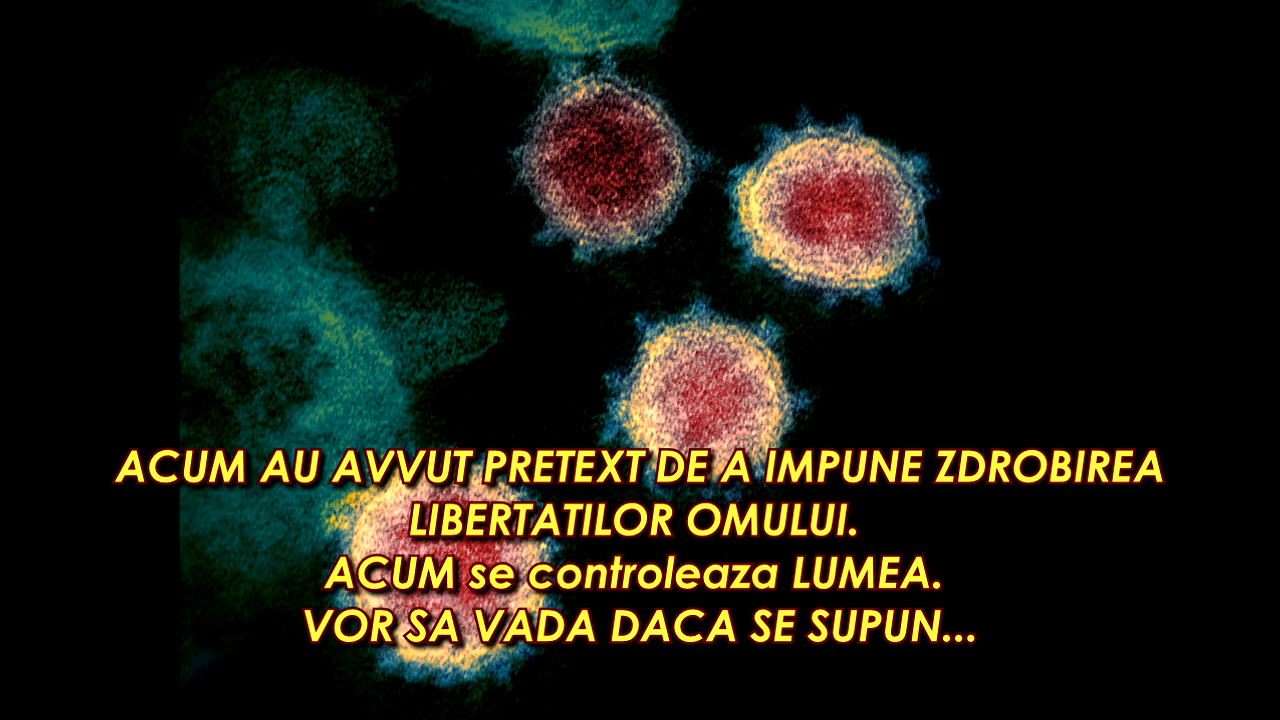 ACUM AU AVVUT PRETEXT DE A IMPUNE ZDROBIREA
LIBERTATILOR OMULUI.
ACUM se controleaza LUMEA.
VOR SA VADA DACA SE SUPUN...